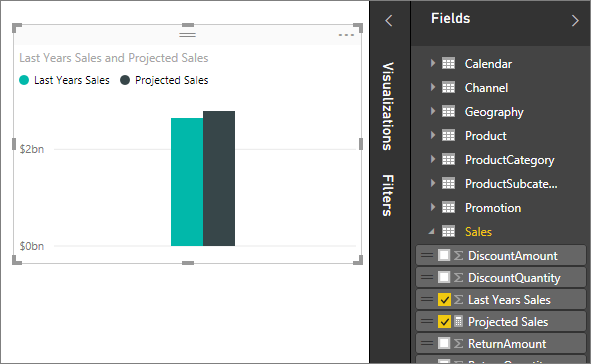 Last Years Sales and Projected Sales
Last Years Sales
Projected Sales
$2bn
$0bn
Visualizations
Filters
Fields
Calendar
Channel
Geography
Product
ProductCategory
ProductSubcate...
Promotion
Sales
DiscountAmount
DiscountQuantity
Last Years Sales
Projected Sales
ReturnAmount